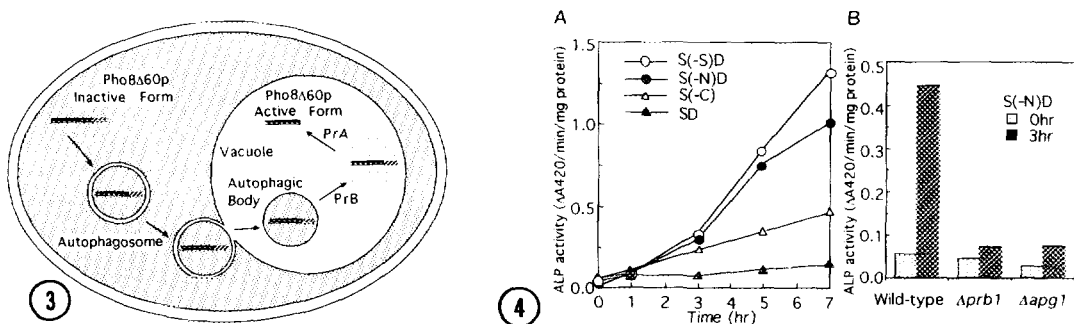 Pho8Δ60p
Inactive Form
Pho8Δ60p
Active Form
PrA
Vacuole
Autophagic
Body
PrB
Autophagosome
3
A
ALP activity (ΔA420/min/mg protein)
1.5
1.0
0.5
0.0
S(-S)D
S(-N)D
S(-C)
SD
0 1 3 5 7
Time (hr)
4
B
ALP activity (ΔA420/min/mg protein)
0.5
0.4
0.3
0.2
0.1
0.0
S(-N)D
0hr
3hr
Wild-type Δprb1 Δapg1